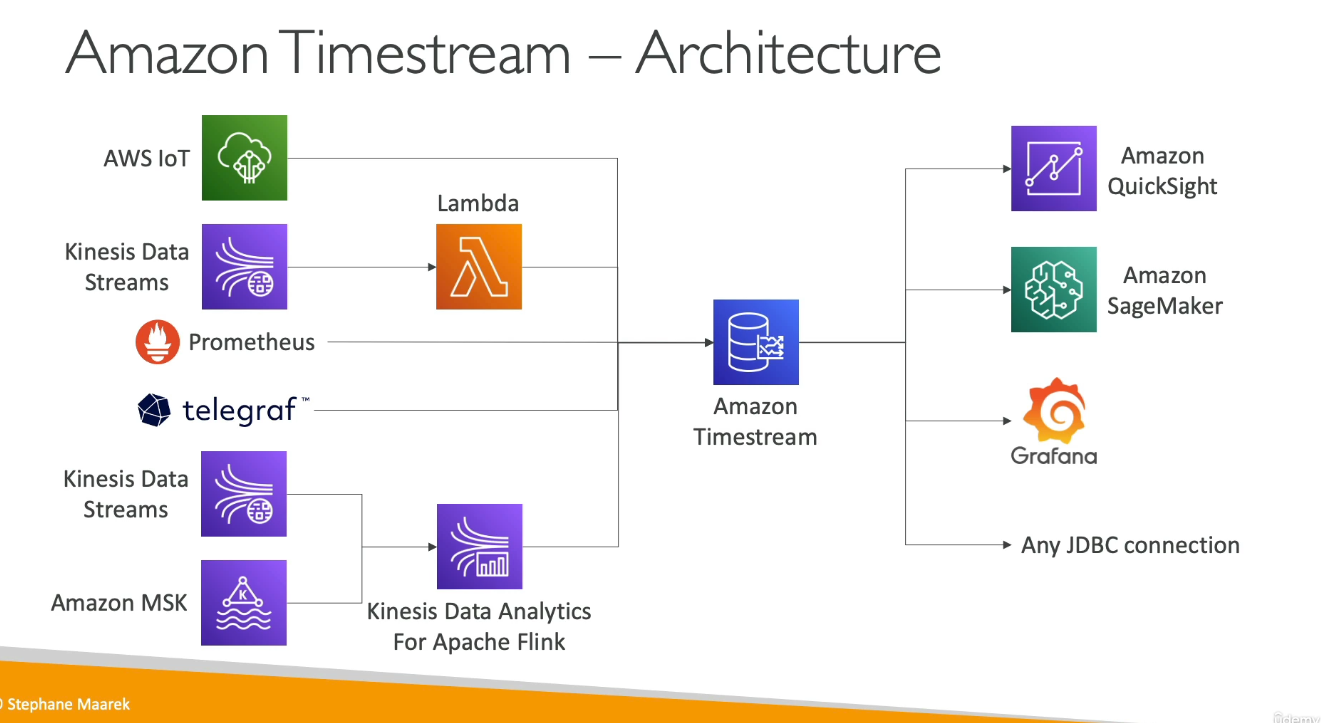 Amazon Timestream – Architecture
AWS IoT
Lambda
Kinesis Data
Streams
Prometheus
telegraf™
Kinesis Data
Streams
Amazon MSK
Kinesis Data Analytics
For Apache Flink
Amazon
Timestream
Amazon
QuickSight
Amazon
SageMaker
Grafana
Any JDBC connection
© Stephane Maarek
K
Udemy